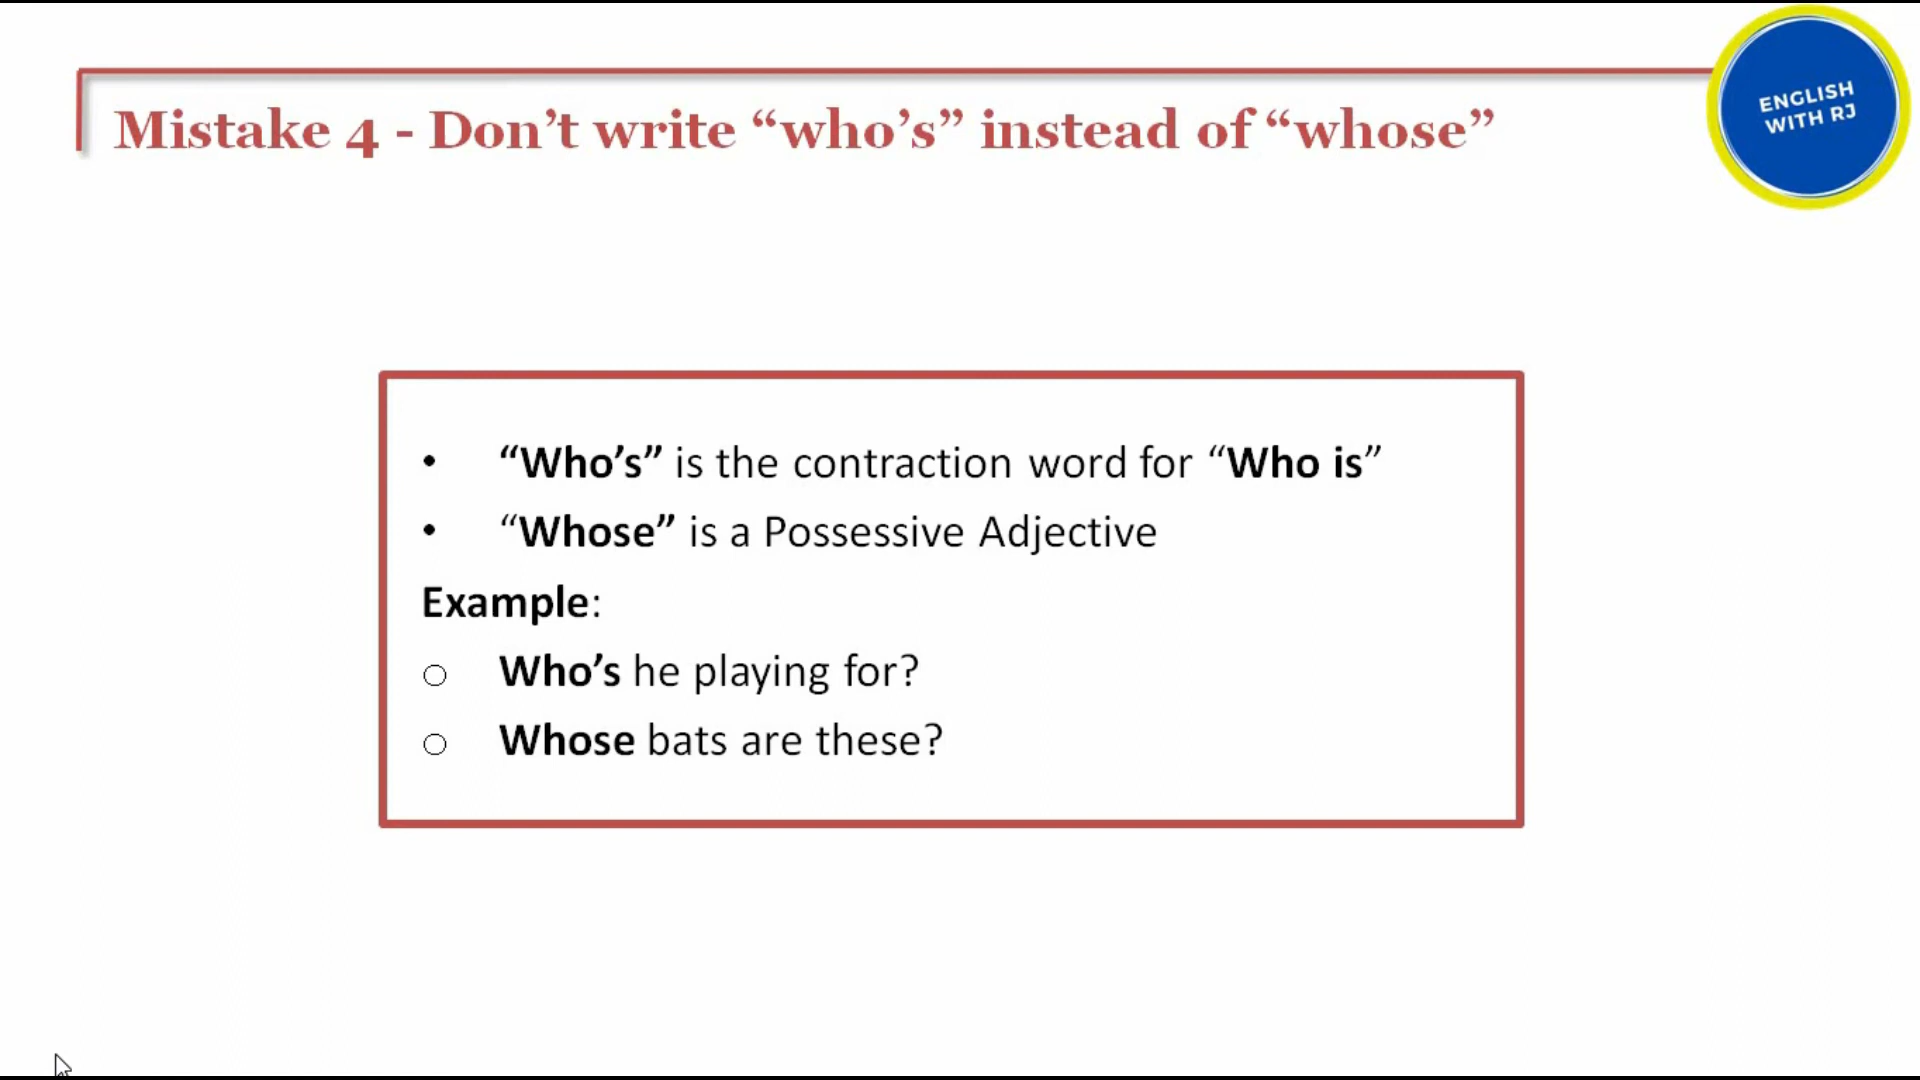 Mistake 4 - Don’t write “who’s” instead of “whose”
ENGLISH
WITH RJ
• “Who’s” is the contraction word for “Who is”
• “Whose” is a Possessive Adjective
Example:
○ Who’s he playing for?
○ Whose bats are these?